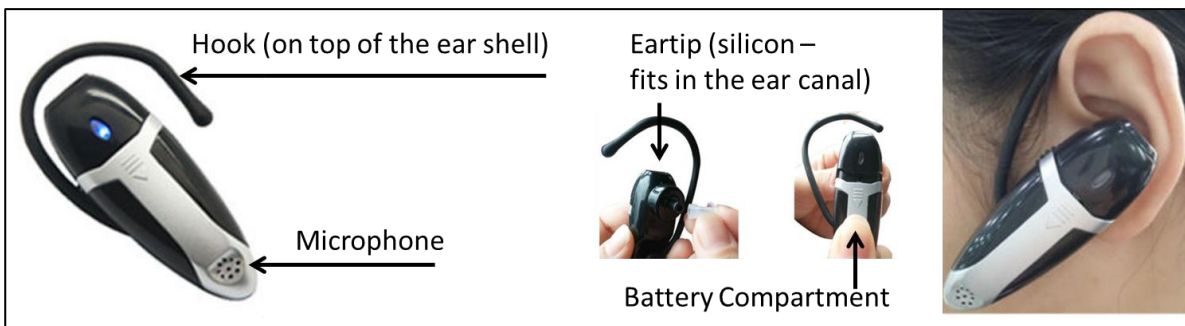 Hook (on top of the ear shell)
Eartip (silicon –
fits in the ear canal)
Microphone
Battery Compartment